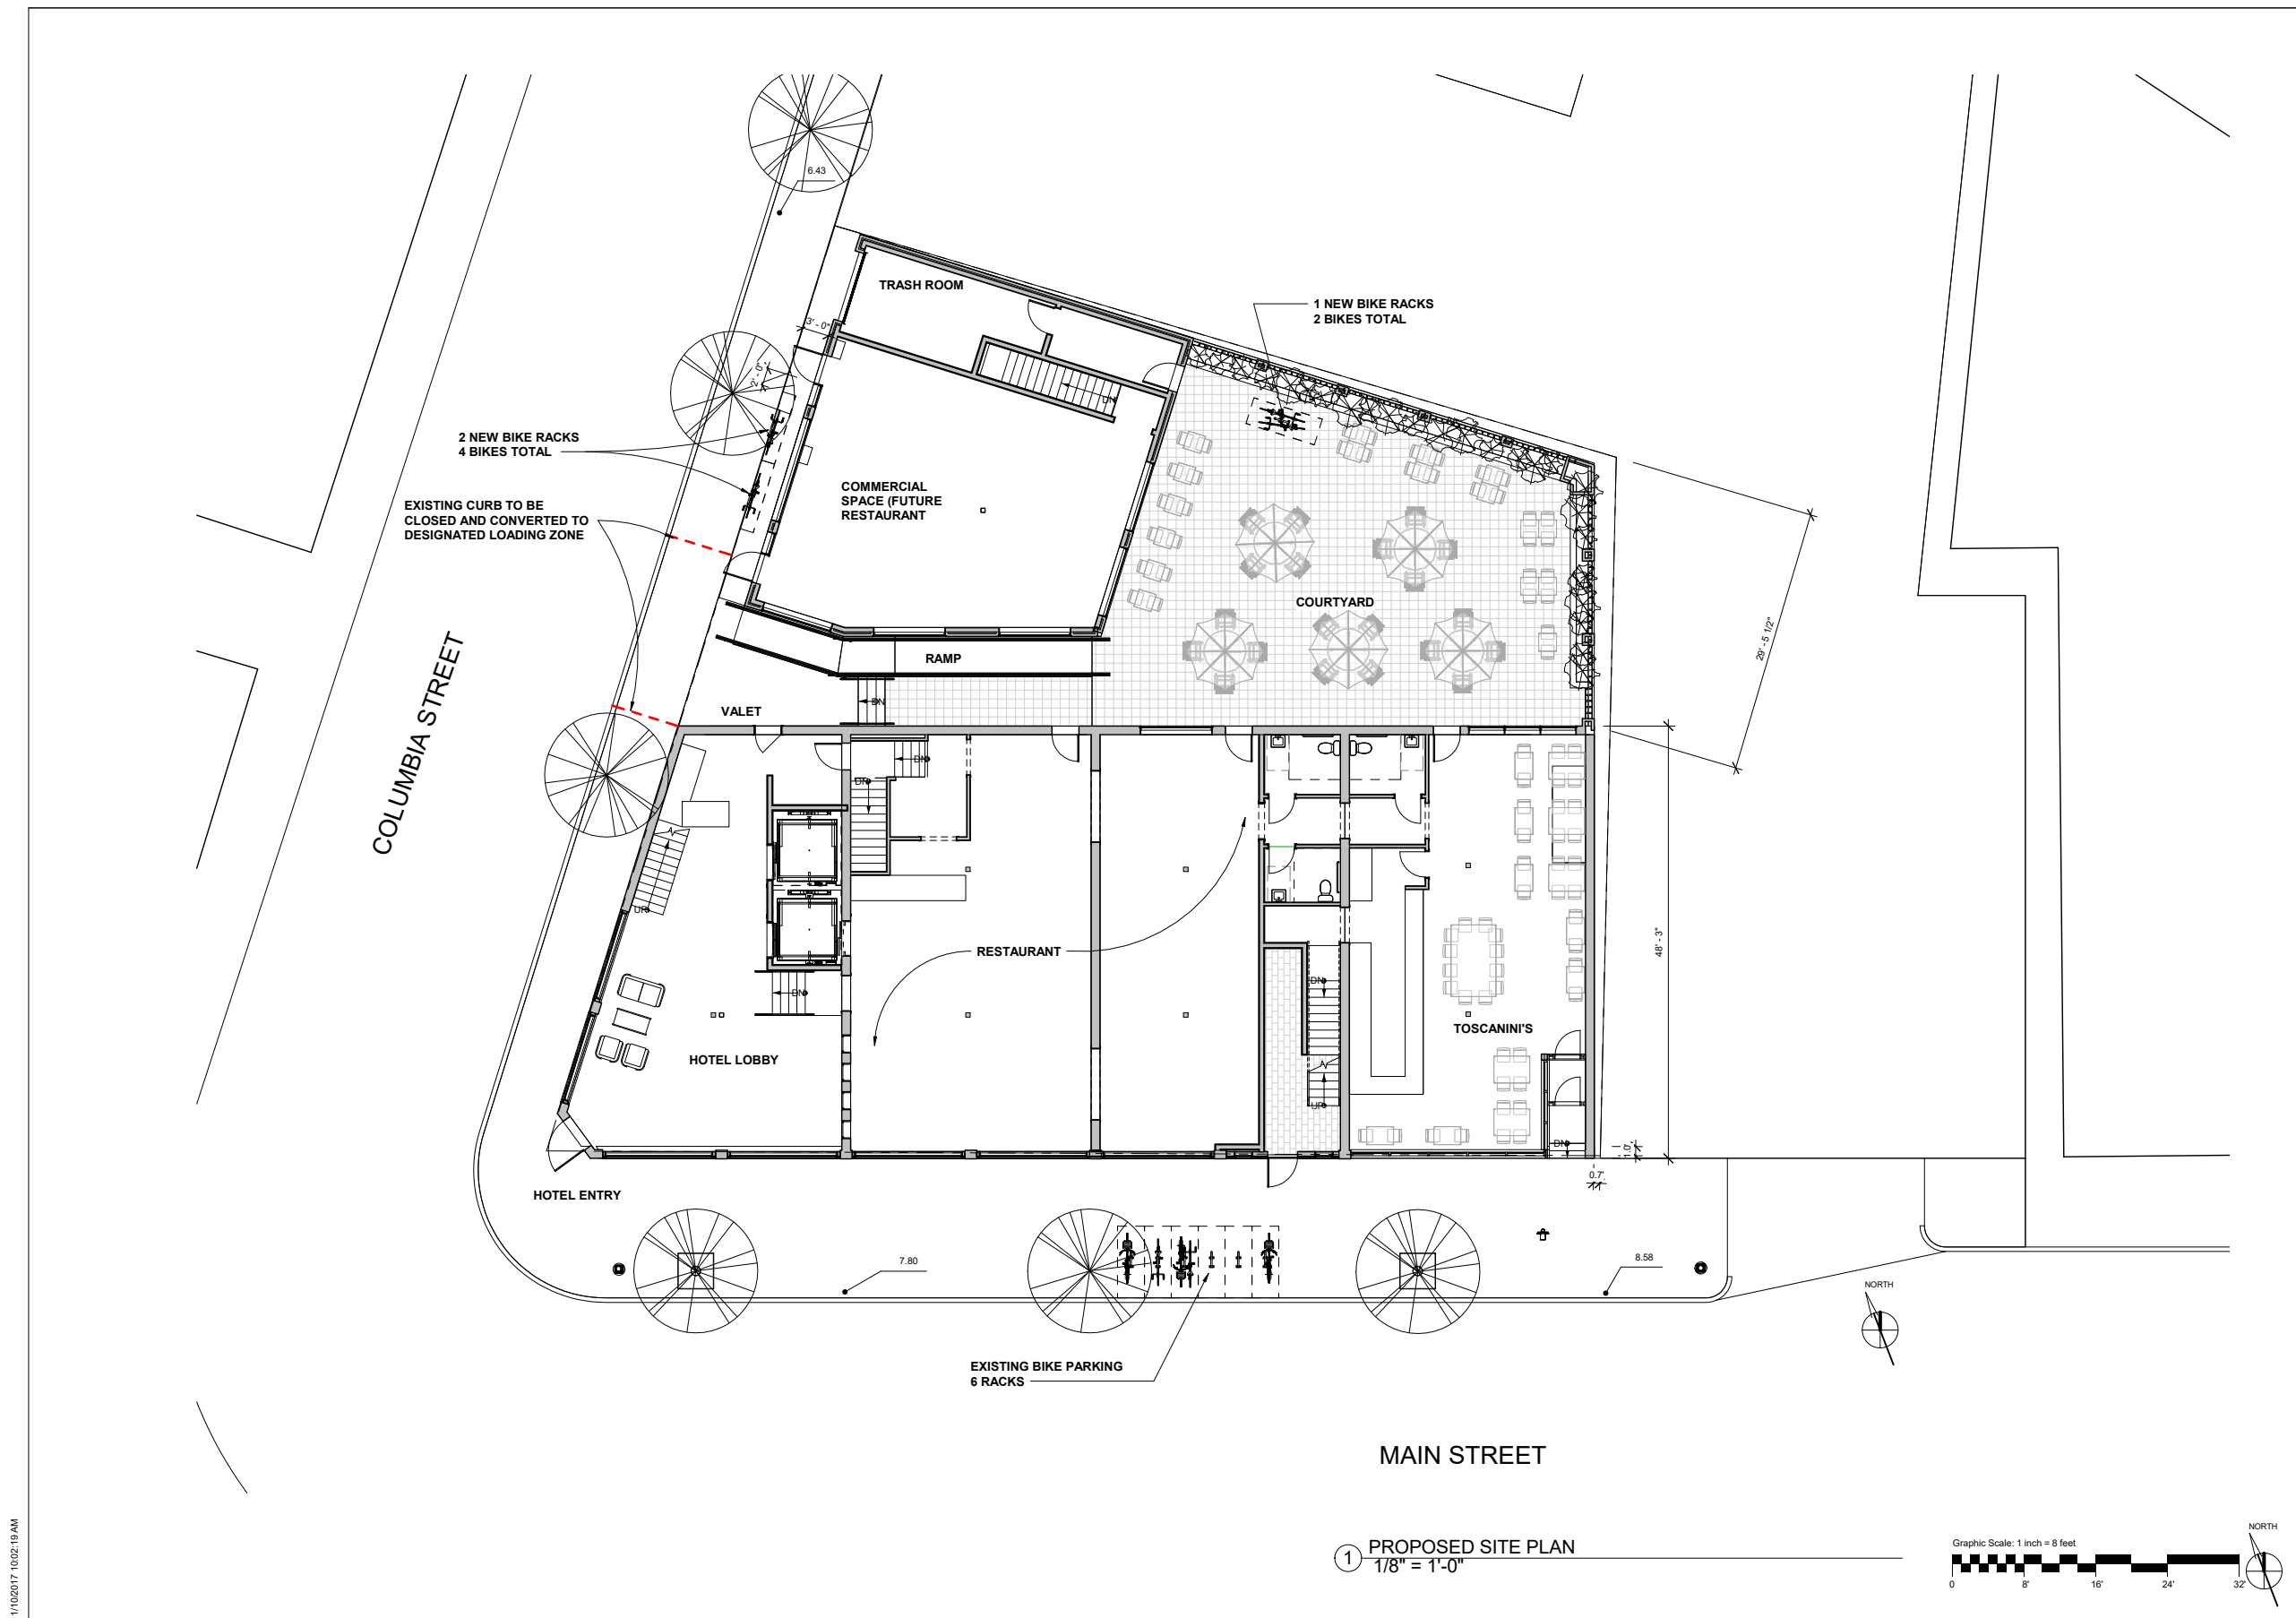 6.43
TRASH ROOM
1 NEW BIKE RACKS
2 BIKES TOTAL
3' - 0"
2' - 0"
2 NEW BIKE RACKS
4 BIKES TOTAL
DN
COMMERCIAL
SPACE (FUTURE
RESTAURANT
EXISTING CURB TO BE
CLOSED AND CONVERTED TO
DESIGNATED LOADING ZONE
COURTYARD
29' - 5 1/2"
RAMP
COLUMBIA STREET
VALET
DN
DN
DN
UP
48' - 3"
RESTAURANT
DN
DN
TOSCANINI'S
HOTEL LOBBY
UP
DN
1.0'
0.7'
HOTEL ENTRY
7.80
8.58
NORTH
EXISTING BIKE PARKING
6 RACKS
MAIN STREET
1 PROPOSED SITE PLAN
1/8" = 1'-0"
Graphic Scale: 1 inch = 8 feet
0 8' 16' 24' 32'
NORTH
1/10/2017 10:02:19 AM